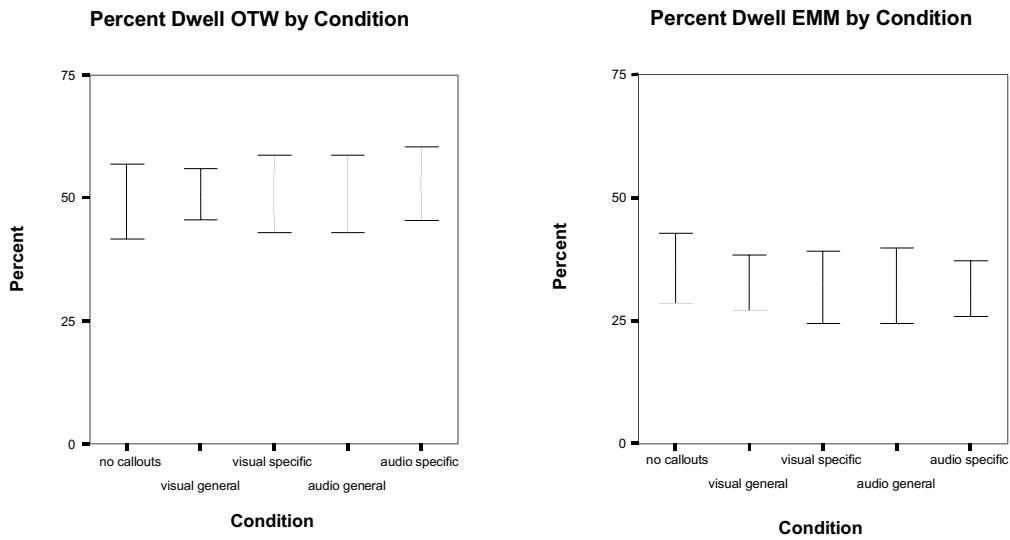 Percent Dwell OTW by Condition
75
50
25
0
Percent
no callouts
visual specific
audio specific
visual general
audio general
Condition
Percent Dwell EMM by Condition
75
50
25
0
Percent
no callouts
visual specific
audio specific
visual general
audio general
Condition